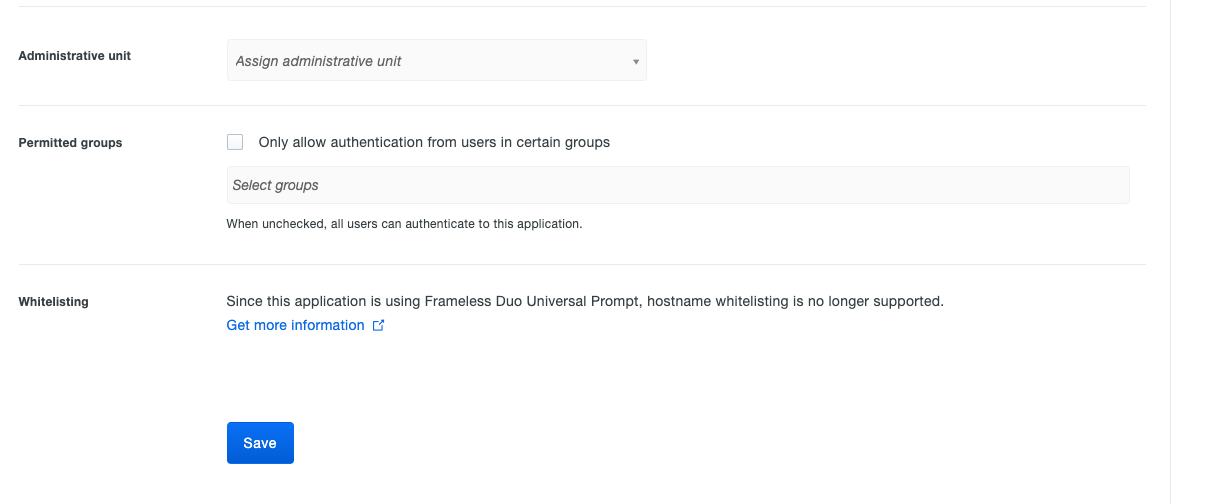 Administrative unit
Assign administrative unit
Permitted groups
Only allow authentication from users in certain groups
Select groups
When unchecked, all users can authenticate to this application.
Whitelisting
Since this application is using Frameless Duo Universal Prompt, hostname whitelisting is no longer supported.
Get more information
Save